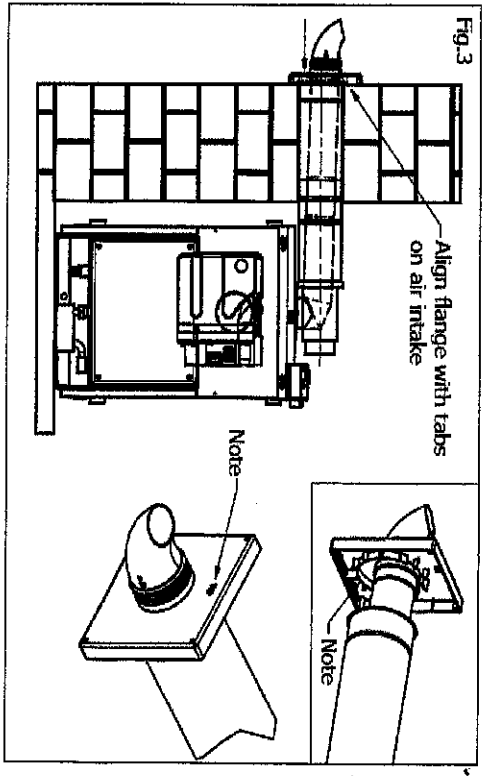 Fig.3
Align flange with tabs
on air intake
Note
Note